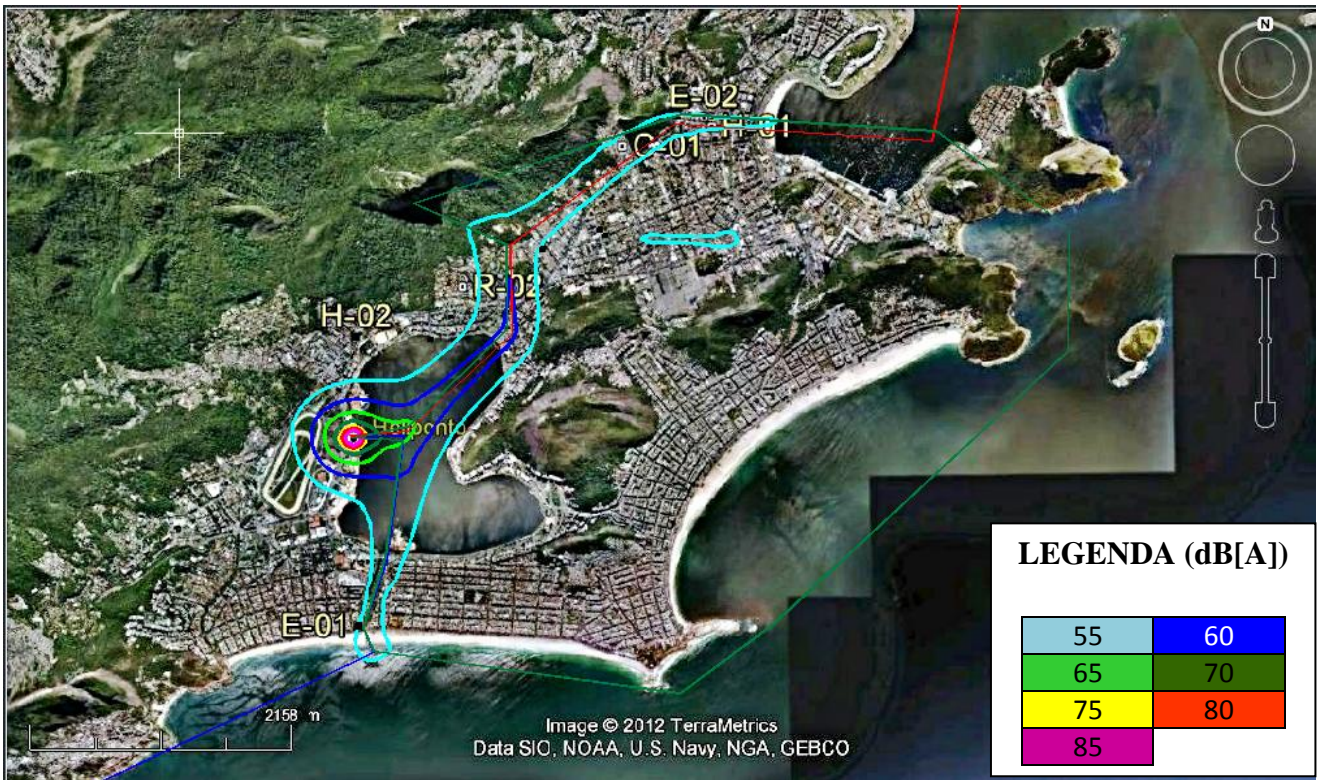 N
E-02
H-01
C-01
R-02
H-02
Heliponto
E-01
2158 m
Image © 2012 TerraMetrics
Data SIO, NOAA, U.S. Navy, NGA, GEBCO
LEGENDA (dB[A])
55 60
65 70
75 80
85